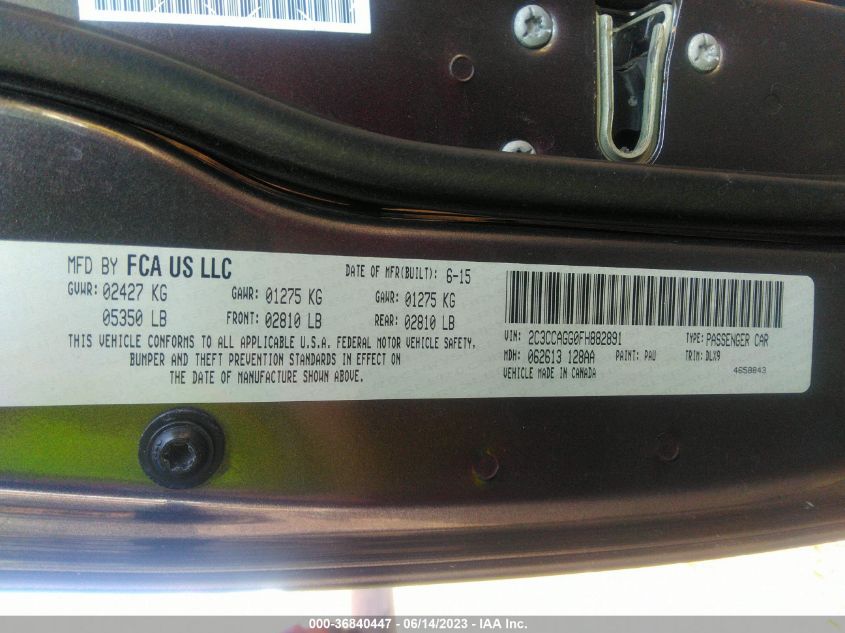 MFD BY FCA US LLC
DATE OF MFR(BUILT): 6-15
GVWR: 02427 KG GAWR: 01275 KG GAWR: 01275 KG
05350 LB FRONT: 02810 LB REAR: 02810 LB
THIS VEHICLE CONFORMS TO ALL APPLICABLE U.S.A. FEDERAL MOTOR VEHICLE SAFETY,
BUMPER AND THEFT PREVENTION STANDARDS IN EFFECT ON
THE DATE OF MANUFACTURE SHOWN ABOVE.
VIN: 2C3CCAGG0FH882891 TYPE: PASSENGER CAR
MDH: 062613 128AA PAINT: PAU TRIM: DLX9
VEHICLE MADE IN CANADA 4658843
000-36840447 - 06/14/2023 - IAA Inc.